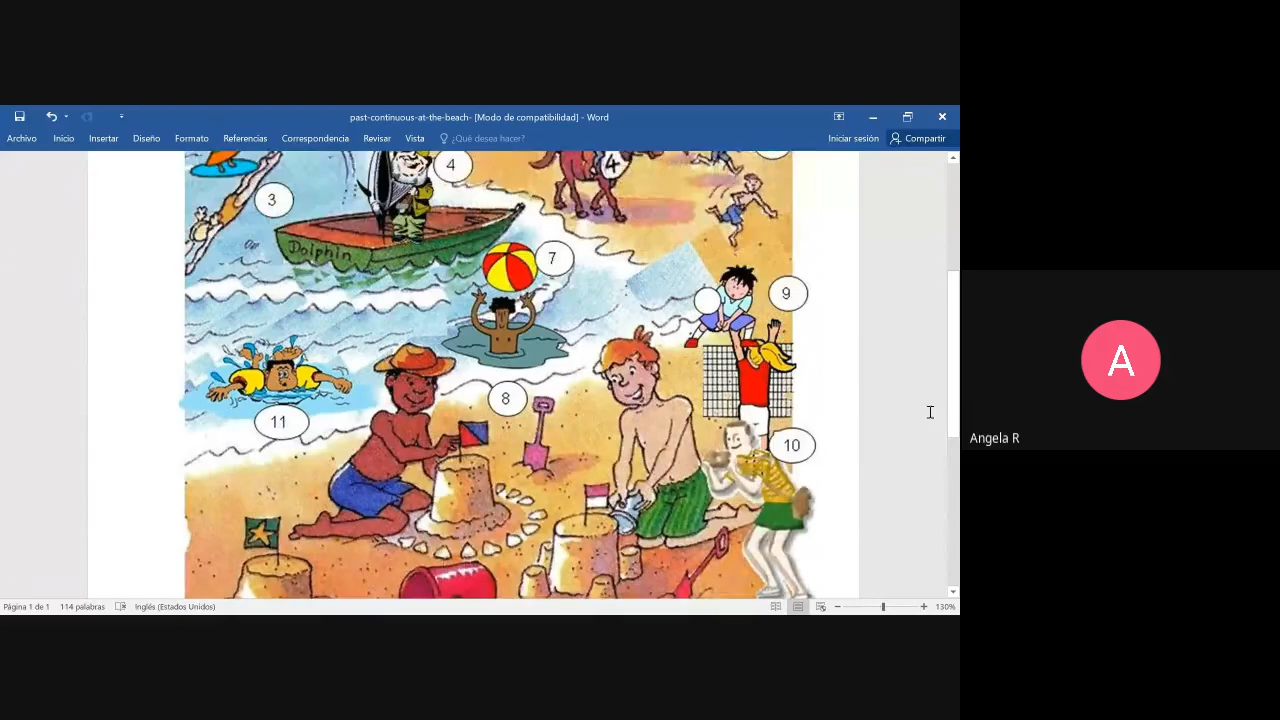 past-continuous-at-the-beach- [Modo de compatibilidad] - Word
Archivo Inicio Insertar Diseño Formato Referencias Correspondencia Revisar Vista ¿Qué desea hacer? Iniciar sesión Compartir
4
4
3
Dolphin
7
9
8
11
10
A
Angela R
Página 1 de 1 114 palabras Inglés (Estados Unidos) 130%